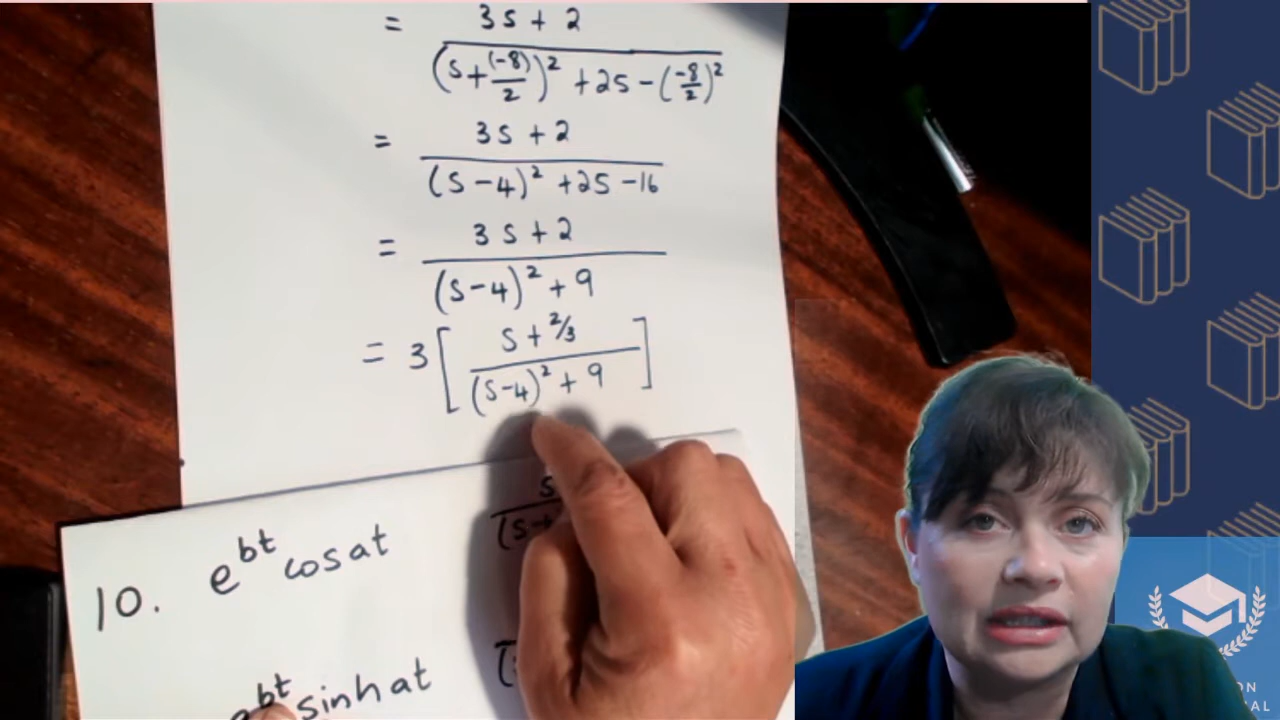 = 3s + 2
(s + (-8)/2)² + 25 - (-8/2)²
= 3s + 2
(s - 4)² + 25 - 16
= 3s + 2
(s - 4)² + 9
= 3 [ s + 2/3
(s - 4)² + 9 ]
10. e^bt cos at
sinh at